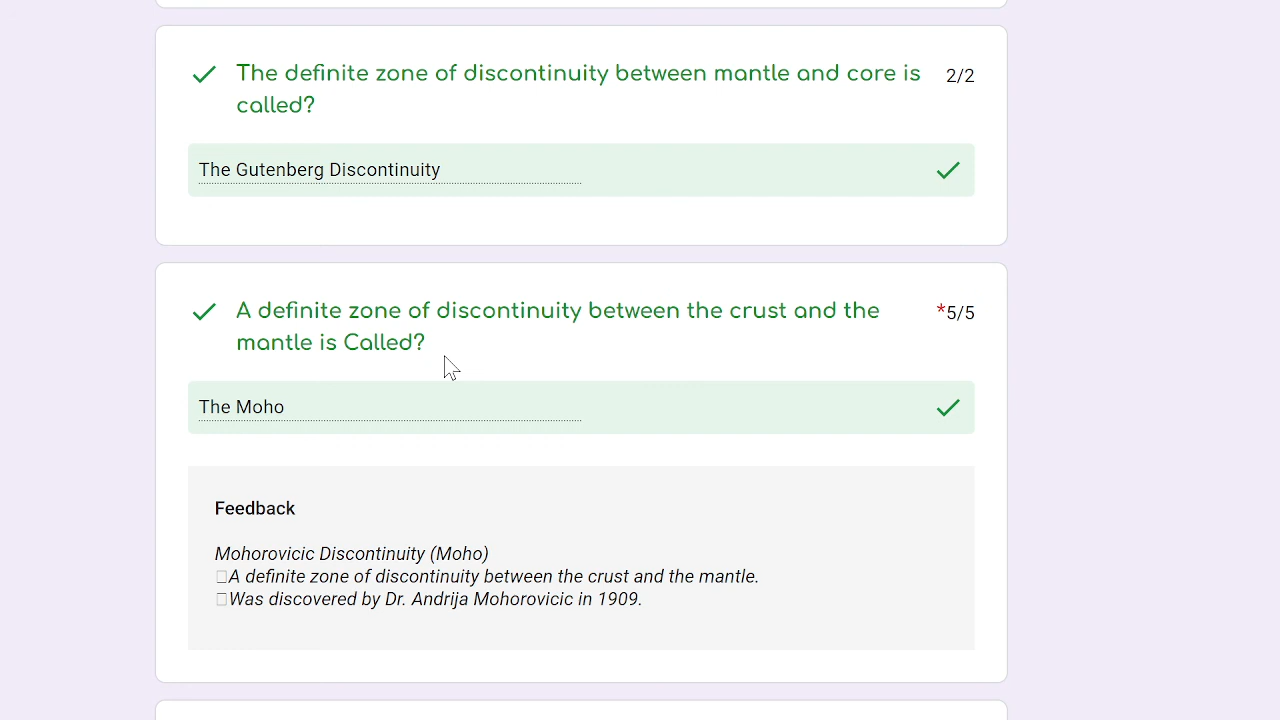 The definite zone of discontinuity between mantle and core is
called?
2/2
The Gutenberg Discontinuity
A definite zone of discontinuity between the crust and the
mantle is Called?
*5/5
The Moho
Feedback
Mohorovicic Discontinuity (Moho)
A definite zone of discontinuity between the crust and the mantle.
Was discovered by Dr. Andrija Mohorovicic in 1909.